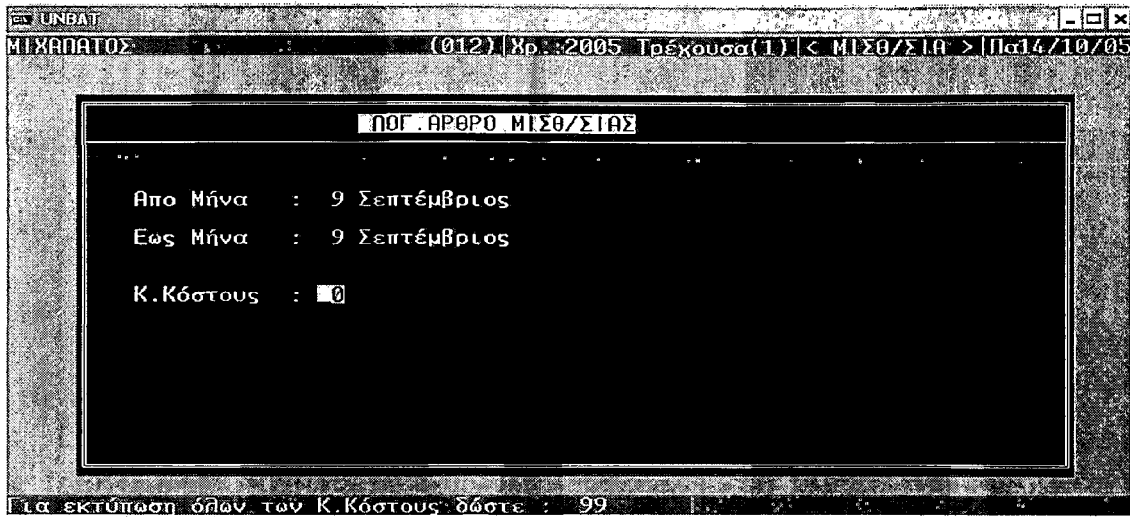 UNBAT
ΜΙΧΑΠΑΤΟΣ (012)|Χρ.:2005 Τρέχουσα(1)|< ΜΙΣΘ/ΣΙΑ >|Πα14/10/05
ΛΟΓ.ΑΡΘΡΟ ΜΙΣΘ/ΣΙΑΣ
Απο Μήνα : 9 Σεπτέμβριος
Εως Μήνα : 9 Σεπτέμβριος
Κ.Κόστους : 0
Για εκτύπωση όλων των Κ.Κόστους δώστε : 99